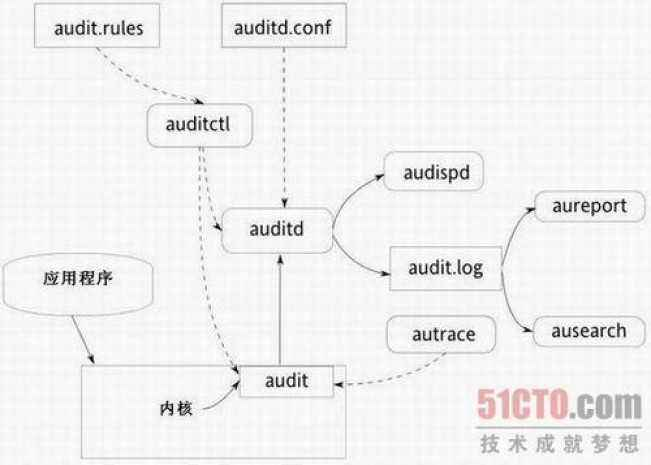 audit.rules
auditd.conf
auditctl
audispd
auditd
aureport
audit.log
应用程序
autrace
ausearch
audit
内核
51CTO.com
技术成就梦想